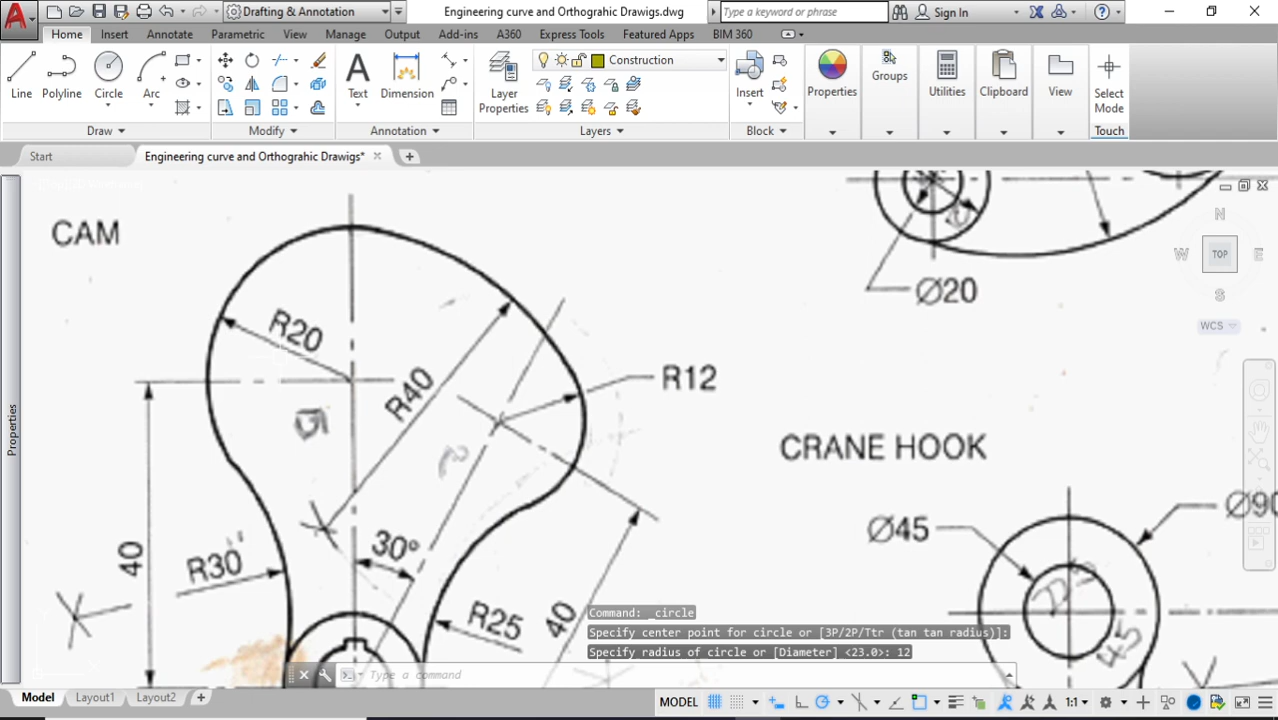 Drafting & Annotation
Engineering curve and Orthograhic Drawigs.dwg
Type a keyword or phrase
Sign In
Home
Insert
Annotate
Parametric
View
Manage
Output
Add-ins
A360
Express Tools
Featured Apps
BIM 360
Line
Polyline
Circle
Arc
Text
Dimension
Layer
Properties
Construction
Insert
Properties
Groups
Utilities
Clipboard
View
Select
Mode
Draw
Modify
Annotation
Layers
Block
Touch
Start
Engineering curve and Orthograhic Drawigs*
CAM
R20
R40
R12
30°
40
R30
R25
40
Ø20
CRANE HOOK
Ø45
Ø90
45
N
W
TOP
E
S
WCS
Properties
Command: _circle
Specify center point for circle or [3P/2P/Ttr (tan tan radius)]:
Specify radius of circle or [Diameter] <23.0>: 12
Type a command
Model
Layout1
Layout2
MODEL
1:1